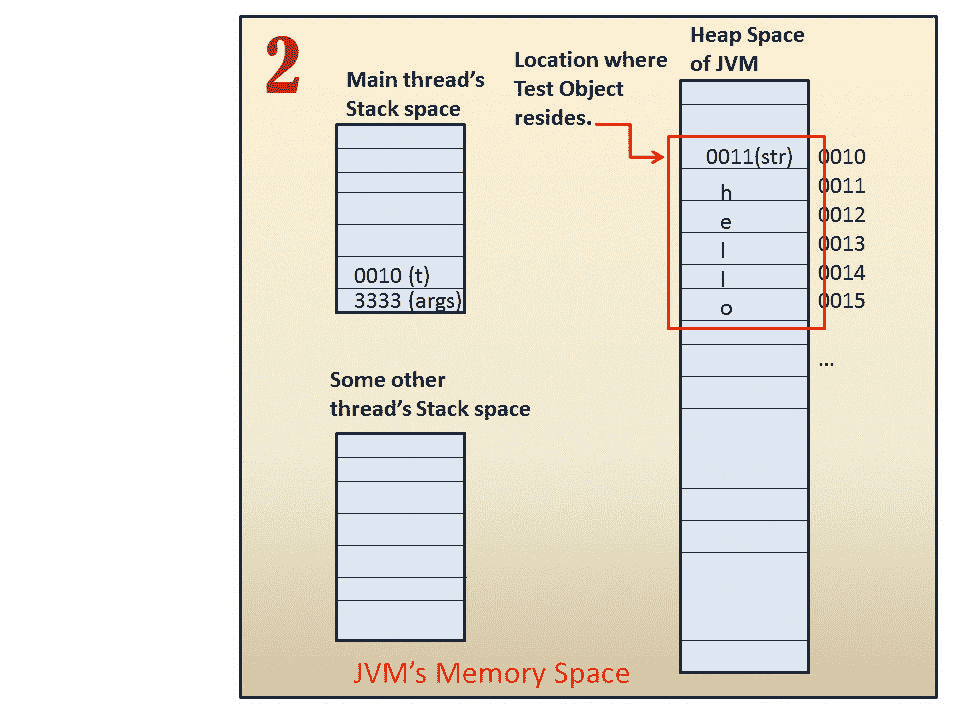 2
Main thread's
Stack space
0010 (t)
3333 (args)
Some other
thread's Stack space
Location where
Test Object
resides.
Heap Space
of JVM
0011(str) 0010
h 0011
e 0012
l 0013
l 0014
o 0015
...
JVM's Memory Space